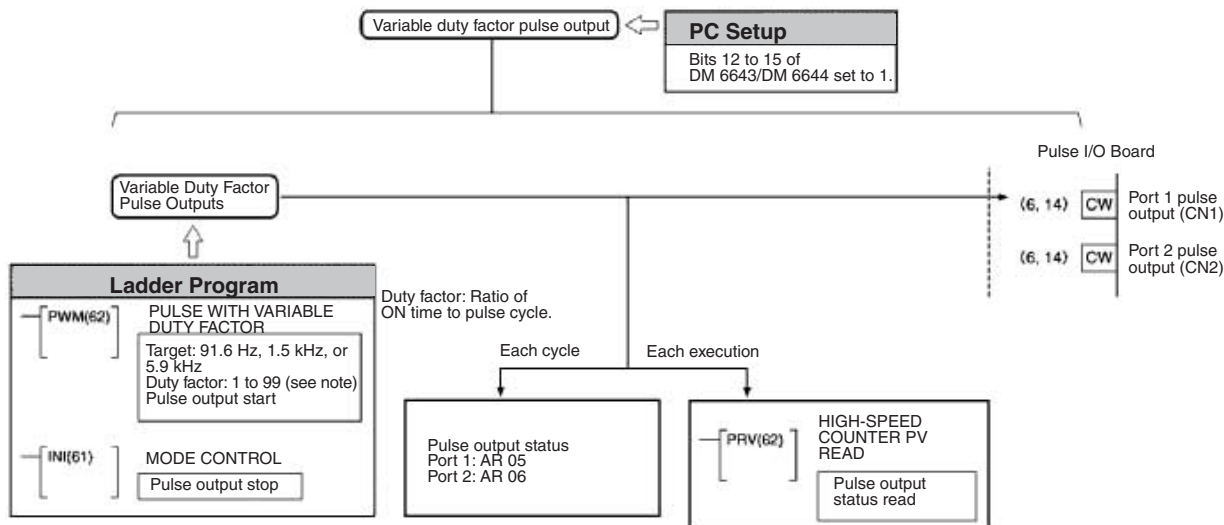 Variable duty factor pulse output
PC Setup
Bits 12 to 15 of
DM 6643/DM 6644 set to 1.
Pulse I/O Board
Variable Duty Factor
Pulse Outputs
(6, 14)
CW
Port 1 pulse
output (CN1)
(6, 14)
CW
Port 2 pulse
output (CN2)
Ladder Program
PWM(62)
PULSE WITH VARIABLE
DUTY FACTOR
Target: 91.6 Hz, 1.5 kHz, or
5.9 kHz
Duty factor: 1 to 99 (see note)
Pulse output start
INI(61)
MODE CONTROL
Pulse output stop
Duty factor: Ratio of
ON time to pulse cycle.
Each cycle
Each execution
Pulse output status
Port 1: AR 05
Port 2: AR 06
PRV(62)
HIGH-SPEED
COUNTER PV
READ
Pulse output
status read